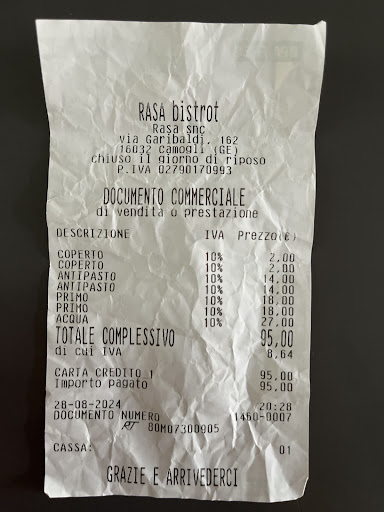 RASA bistrot
Rasa snc
via Garibaldi, 162
16032 Camogli (GE)
chiuso il giorno di riposo
P.IVA 02790170993
DOCUMENTO COMMERCIALE
di vendita o prestazione
DESCRIZIONE IVA Prezzo(€)
COPERTO 10% 2,00
COPERTO 10% 2,00
ANTIPASTO 10% 14,00
ANTIPASTO 10% 14,00
PRIMO 10% 18,00
PRIMO 10% 18,00
ACQUA 10% 27,00
TOTALE COMPLESSIVO 95,00
di cui IVA 8,64
CARTA CREDITO 1 95,00
Importo pagato 95,00
28-08-2024 20:28
DOCUMENTO NUMERO
RT 80M07300905
CASSA: 01
GRAZIE E ARRIVEDERCI